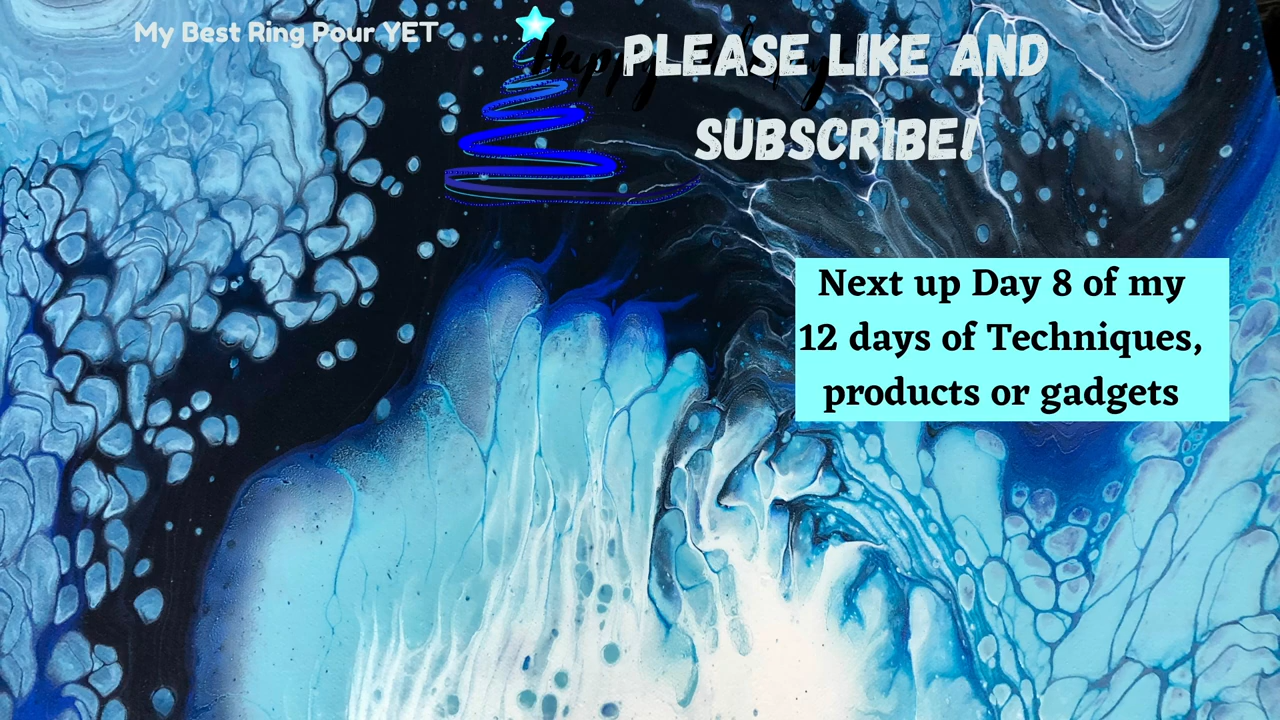 My Best Ring Pour YET
Happy
PLEASE LIKE AND
SUBSCRIBE!
Next up Day 8 of my
12 days of Techniques,
products or gadgets